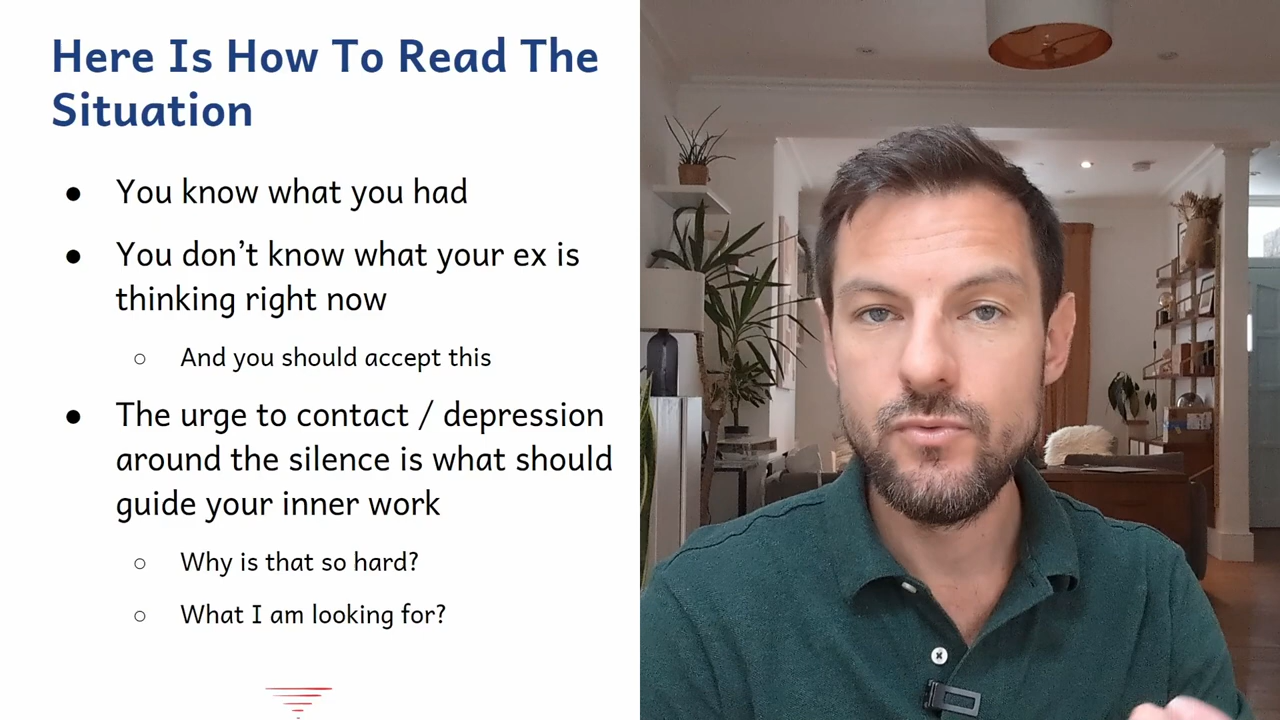 Here Is How To Read The
Situation
● You know what you had
● You don’t know what your ex is
thinking right now
○ And you should accept this
● The urge to contact / depression
around the silence is what should
guide your inner work
○ Why is that so hard?
○ What I am looking for?